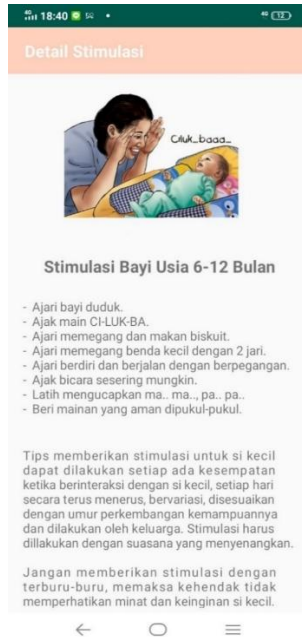 4G 18:40
4G 12
Detail Stimulasi
Ciluk_baaa_
Stimulasi Bayi Usia 6-12 Bulan
- Ajari bayi duduk.
- Ajak main CI-LUK-BA.
- Ajari memegang dan makan biskuit.
- Ajari memegang benda kecil dengan 2 jari.
- Ajari berdiri dan berjalan dengan berpegangan.
- Ajak bicara sesering mungkin.
- Latih mengucapkan ma.. ma.., pa.. pa..
- Beri mainan yang aman dipukul-pukul.
Tips memberikan stimulasi untuk si kecil
dapat dilakukan setiap ada kesempatan
ketika berinteraksi dengan si kecil, setiap hari
secara terus menerus, bervariasi, disesuaikan
dengan umur perkembangan kemampuannya
dan dilakukan oleh keluarga. Stimulasi harus
dillakukan dengan suasana yang menyenangkan.
Jangan memberikan stimulasi dengan
terburu-buru, memaksa kehendak tidak
memperhatikan minat dan keinginan si kecil.